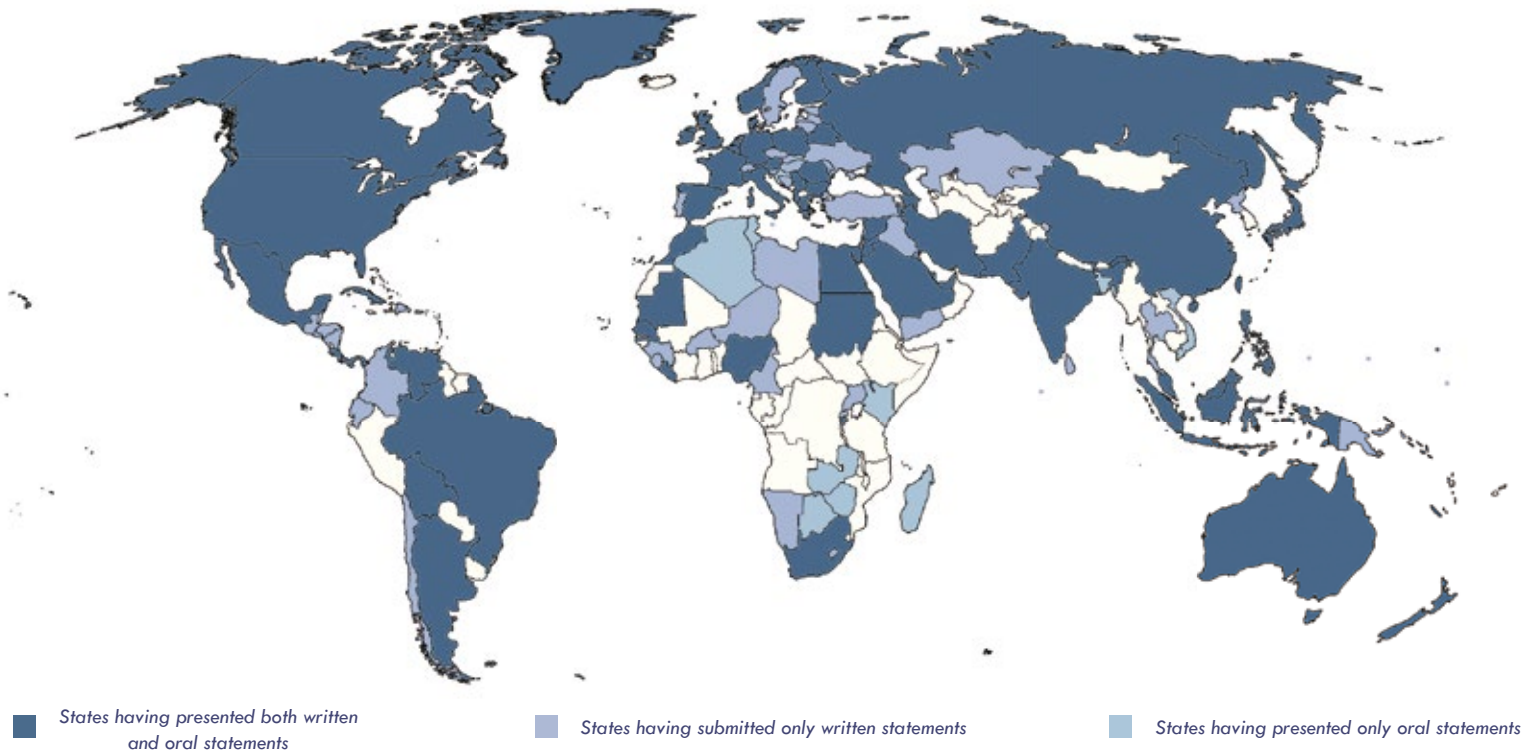 States having presented both written
and oral statements
States having submitted only written statements
States having presented only oral statements